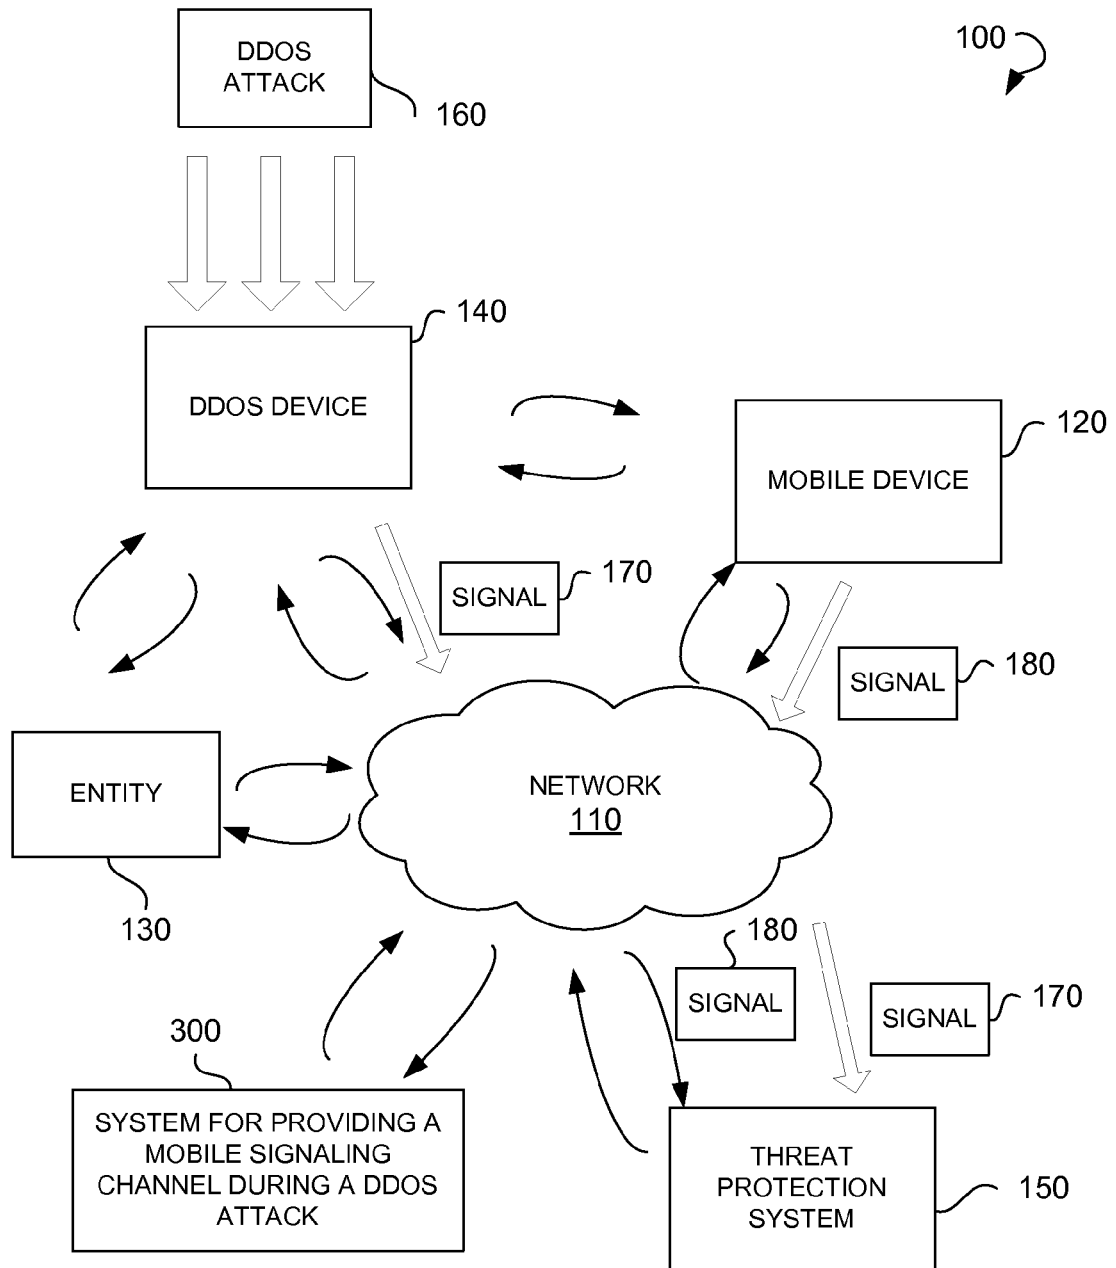 DDOS
ATTACK
160
100
140
DDOS DEVICE
120
MOBILE DEVICE
SIGNAL
170
SIGNAL
180
ENTITY
130
NETWORK
110
180
SIGNAL
SIGNAL
170
300
SYSTEM FOR PROVIDING A
MOBILE SIGNALING
CHANNEL DURING A DDOS
ATTACK
THREAT
PROTECTION
SYSTEM
150